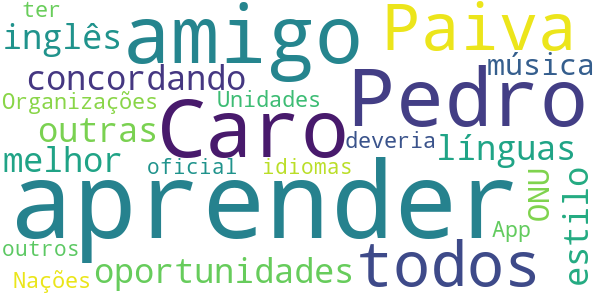 ter
inglês
amigo
Paiva
concordando
música
Organizações
Unidades
Pedro
outras
Caro
deveria
línguas
melhor
oficial
idiomas
aprender
ONU
estilo
App
outros
todos
Nações
oportunidades